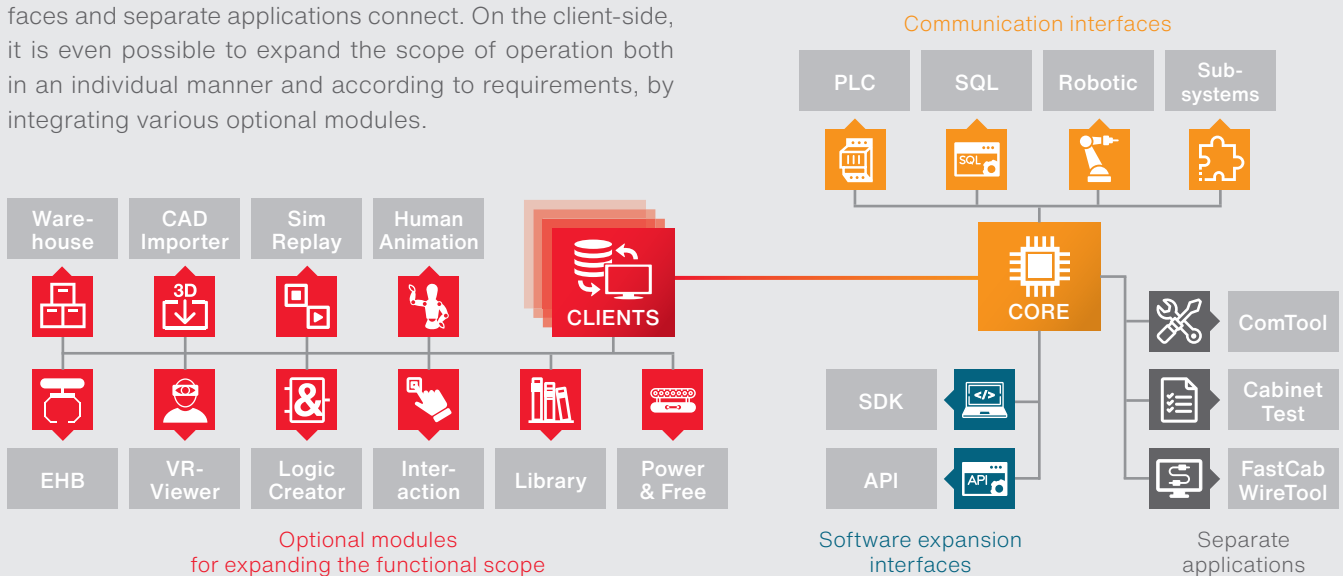 faces and separate applications connect. On the client-side,
it is even possible to expand the scope of operation both
in an individual manner and according to requirements, by
integrating various optional modules.
Communication interfaces
PLC
SQL
Robotic
Sub-
systems
SQL
Ware-
house
CAD
Importer
Sim
Replay
Human
Animation
3D
CLIENTS
CORE
&
</>
API
ComTool
Cabinet
Test
FastCab
WireTool
SDK
API
EHB
VR-
Viewer
Logic
Creator
Inter-
action
Library
Power
& Free
Optional modules
for expanding the functional scope
Software expansion
interfaces
Separate
applications